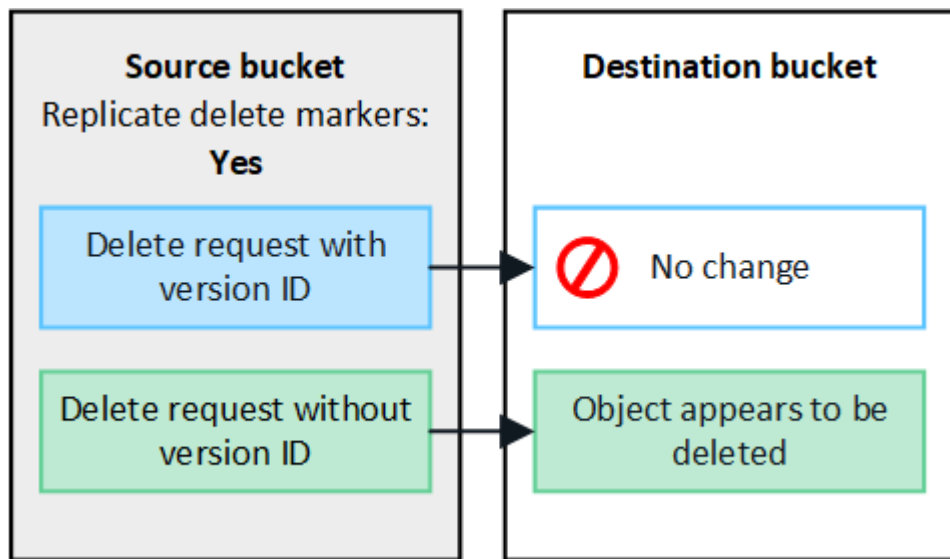 Source bucket
Replicate delete markers:
Yes
Delete request with
version ID
Delete request without
version ID
Destination bucket
No change
Object appears to be
deleted